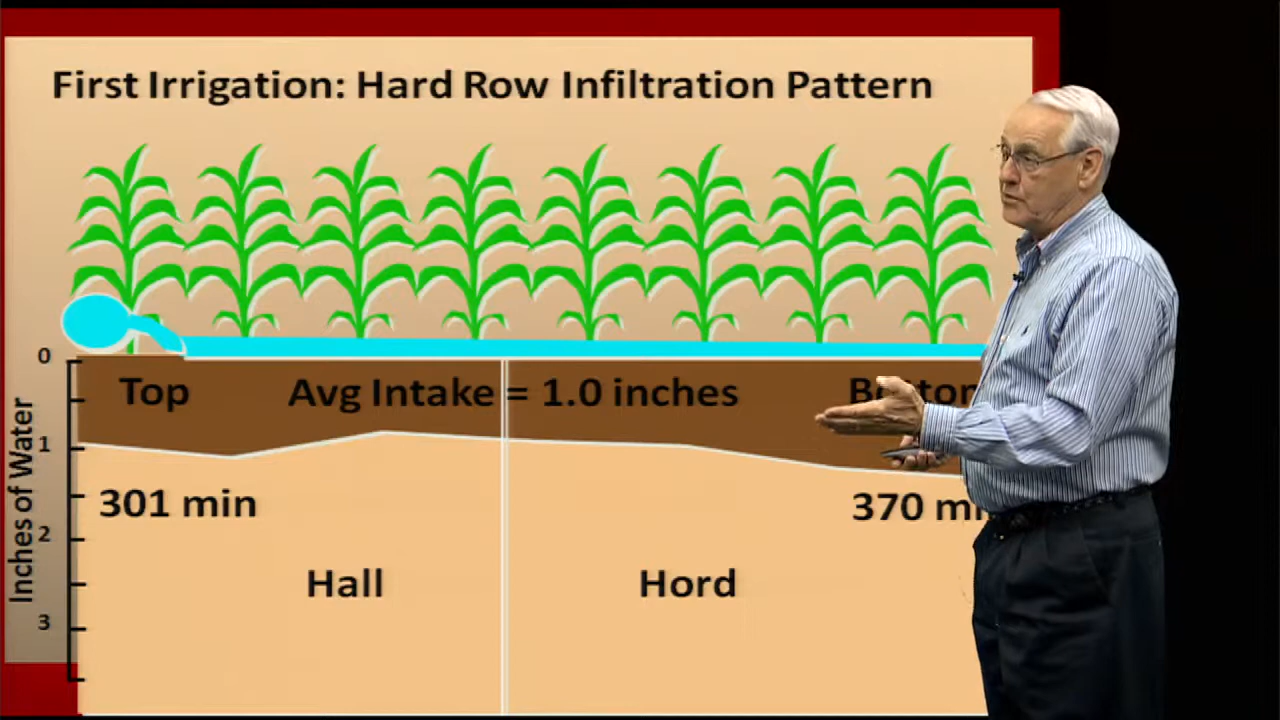 First Irrigation: Hard Row Infiltration Pattern
0
Top Avg Intake = 1.0 inches
1
301 min
370
2
Hall Hord
3
Inches of Water